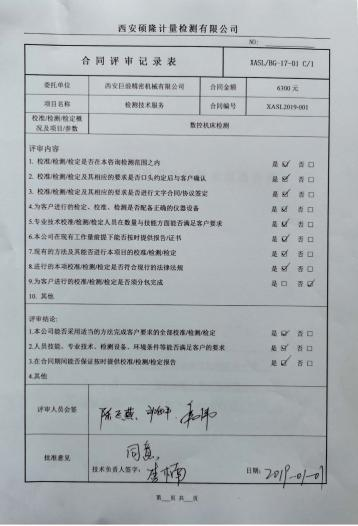 西安硕隆计量检测有限公司
NO:
合同评审记录表 XASL/BG-17-01 C/1
委托单位 西安巨浪精密机械有限公司 合同金额 6300 元
项目名称 检测技术服务 合同编号 XASL2019-001
校准/检测/检定概况及项目/参数 数控机床检测
评审内容
1. 校准/检测/检定是否在本咨询检测范围之内 是☑ 否□
2. 校准/检测/检定及其相应的要求是否口头约定后与客户确认 是☑ 否□
3. 校准/检测/检定及其相应的要求是否进行文字合同/协议签定 是☑ 否□
4.为客户进行的检定、校准、检测是否配备正确的仪器设备 是☑ 否□
5.专业技术校准/检测/检定人员在数量与技能方面能否满足客户要求 是☑ 否□
6.本公司在现有工作量前提下能否按时提供报告/证书 是☑ 否□
7.现有的方法及其能否进行本项目的校准/检测/检定 是☑ 否□
8.进行的本项校准/检测/检定是否符合现行的法律法规 是☑ 否□
9.为客户进行的校准/检测/检定是否须分包完成 是□ 否☑
10. 其他
评审结论:
1.本公司能否采用适当的方法完成客户要求的全部校准/检测/检定 是☑ 否□
2.人员技能、专业技术、检测设备、环境条件等能否满足客户的要求 是☑ 否□
3.在合同期间能否保证按时提供校准/检测/检定报告 是☑ 否□
4.其他
评审人员会签
批准意见 同意.
技术负责人签字: 日期: 2019-01-01
第___页 共___页